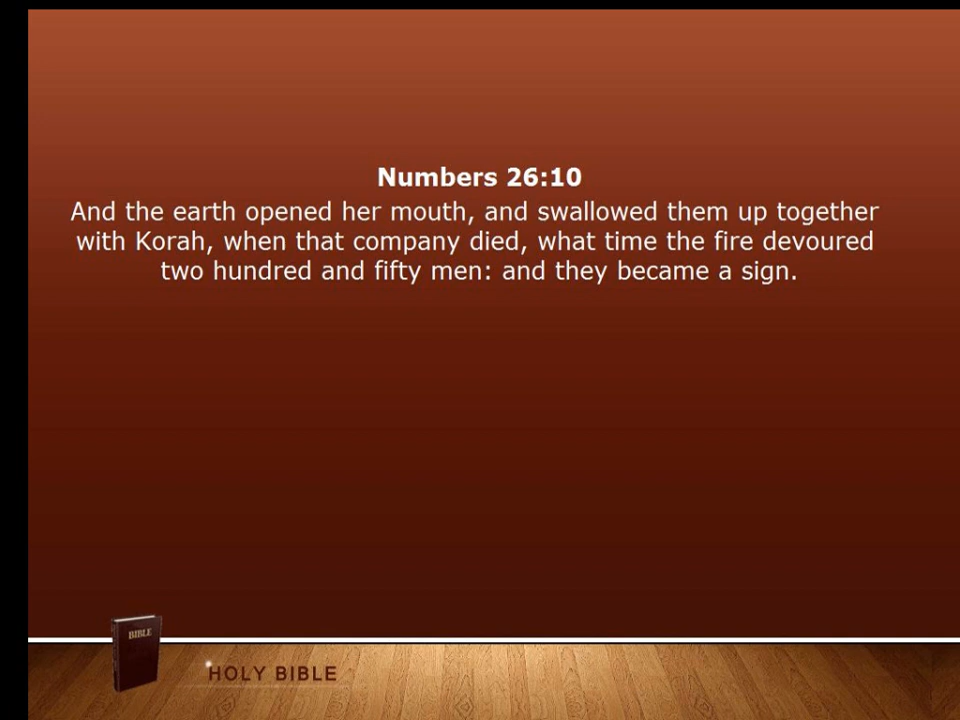 Numbers 26:10
And the earth opened her mouth, and swallowed them up together
with Korah, when that company died, what time the fire devoured
two hundred and fifty men: and they became a sign.
BIBLE
HOLY BIBLE